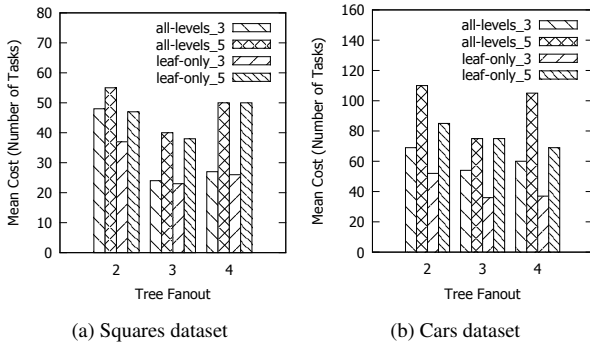 80
70
60
50
40
30
20
10
0
Mean Cost (Number of Tasks)
all-levels_3
all-levels_5
leaf-only_3
leaf-only_5
2 3 4
Tree Fanout
(a) Squares dataset
160
140
120
100
80
60
40
20
0
Mean Cost (Number of Tasks)
all-levels_3
all-levels_5
leaf-only_3
leaf-only_5
2 3 4
Tree Fanout
(b) Cars dataset